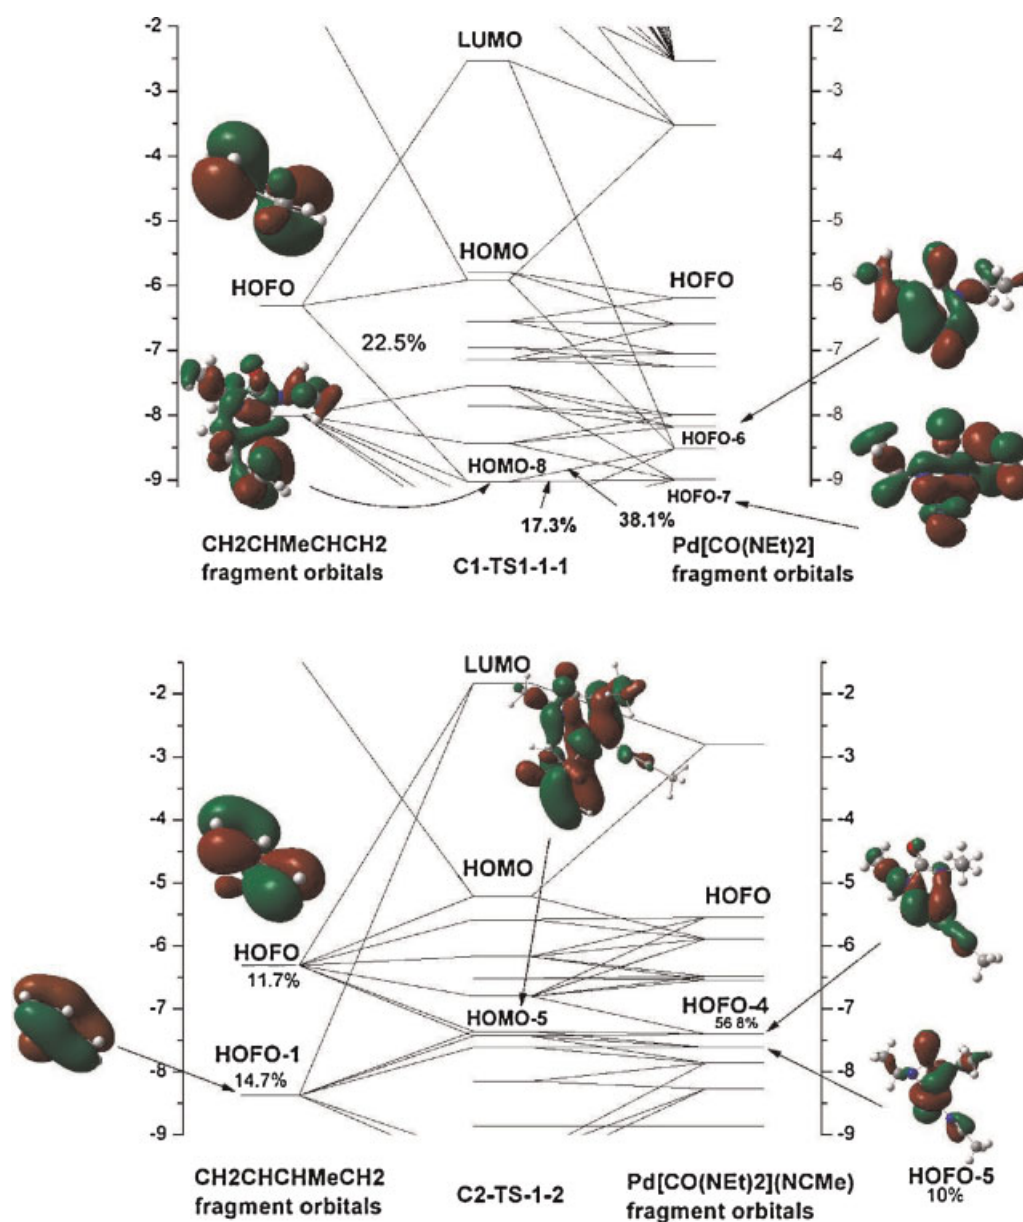 -2
-3
-4
-5
-6
-7
-8
-9
LUMO
HOMO
HOFO
22.5%
HOMO-8
17.3%
38.1%
HOFO
HOFO-6
HOFO-7
-2
-3
-4
-5
-6
-7
-8
-9
CH2CHMeCHCH2
fragment orbitals
C1-TS1-1-1
Pd[CO(NEt)2]
fragment orbitals
-2
-3
-4
-5
-6
-7
-8
-9
LUMO
HOMO
HOFO
11.7%
HOFO-1
14.7%
HOMO-5
HOFO
HOFO-4
56 8%
-2
-3
-4
-5
-6
-7
-8
-9
CH2CHCHMeCH2
fragment orbitals
C2-TS-1-2
Pd[CO(NEt)2](NCMe)
fragment orbitals
HOFO-5
10%